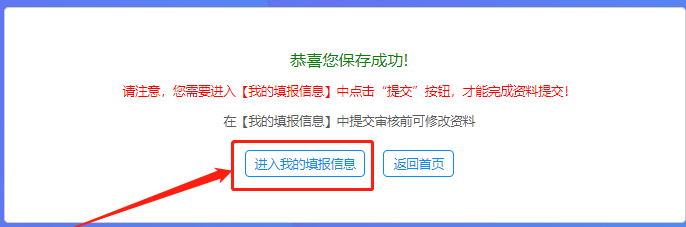 恭喜您保存成功!
请注意，您需要进入【我的填报信息】中点击“提交”按钮，才能完成资料提交！
在【我的填报信息】中提交审核前可修改资料
进入我的填报信息 返回首页